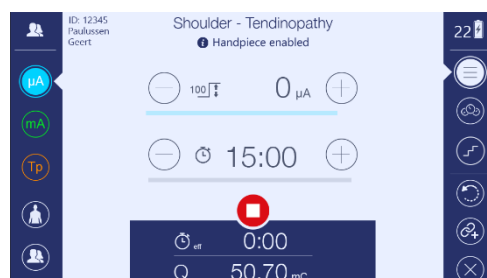 ID: 12345
Paulussen
Geert
Shoulder - Tendinopathy
Handpiece enabled
22
µA
mA
Tp
100
0 µA
15:00
eff
0:00
Q
50.70 mC